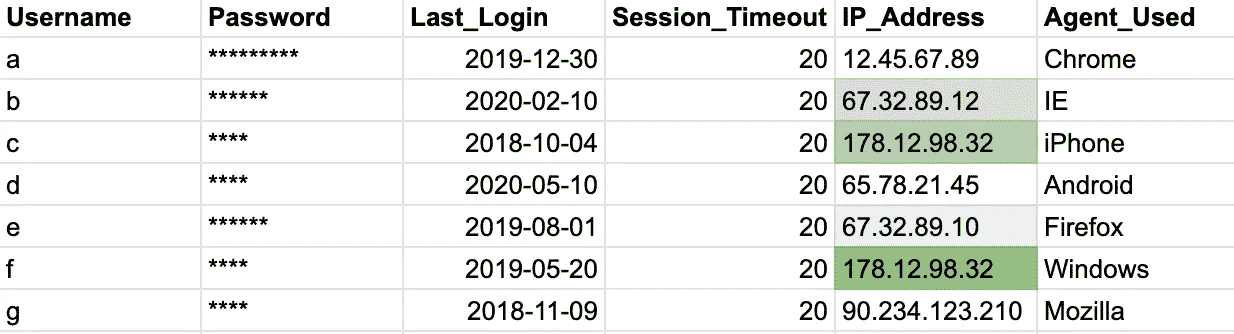 Username Password Last_Login Session_Timeout IP_Address Agent_Used
a ********* 2019-12-30 20 12.45.67.89 Chrome
b ****** 2020-02-10 20 67.32.89.12 IE
c **** 2018-10-04 20 178.12.98.32 iPhone
d **** 2020-05-10 20 65.78.21.45 Android
e ****** 2019-08-01 20 67.32.89.10 Firefox
f **** 2019-05-20 20 178.12.98.32 Windows
g **** 2018-11-09 20 90.234.123.210 Mozilla